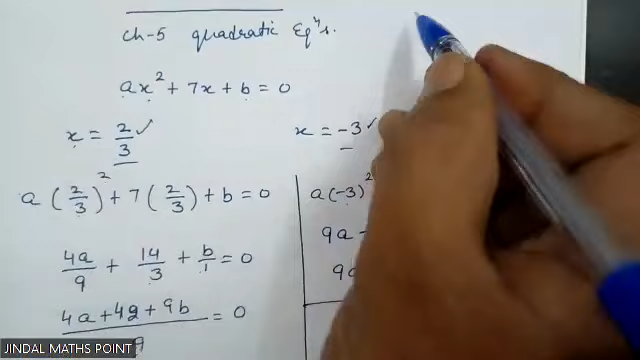 Ch-5 quadratic Eqⁿs.
ax² + 7x + b = 0
x = 2/3 ✓
x = -3 ✓
a(2/3)² + 7(2/3) + b = 0
a(-3)²
4a/9 + 14/3 + b/1 = 0
9a -
4a + 42 + 9b / 9 = 0
JINDAL MATHS POINT